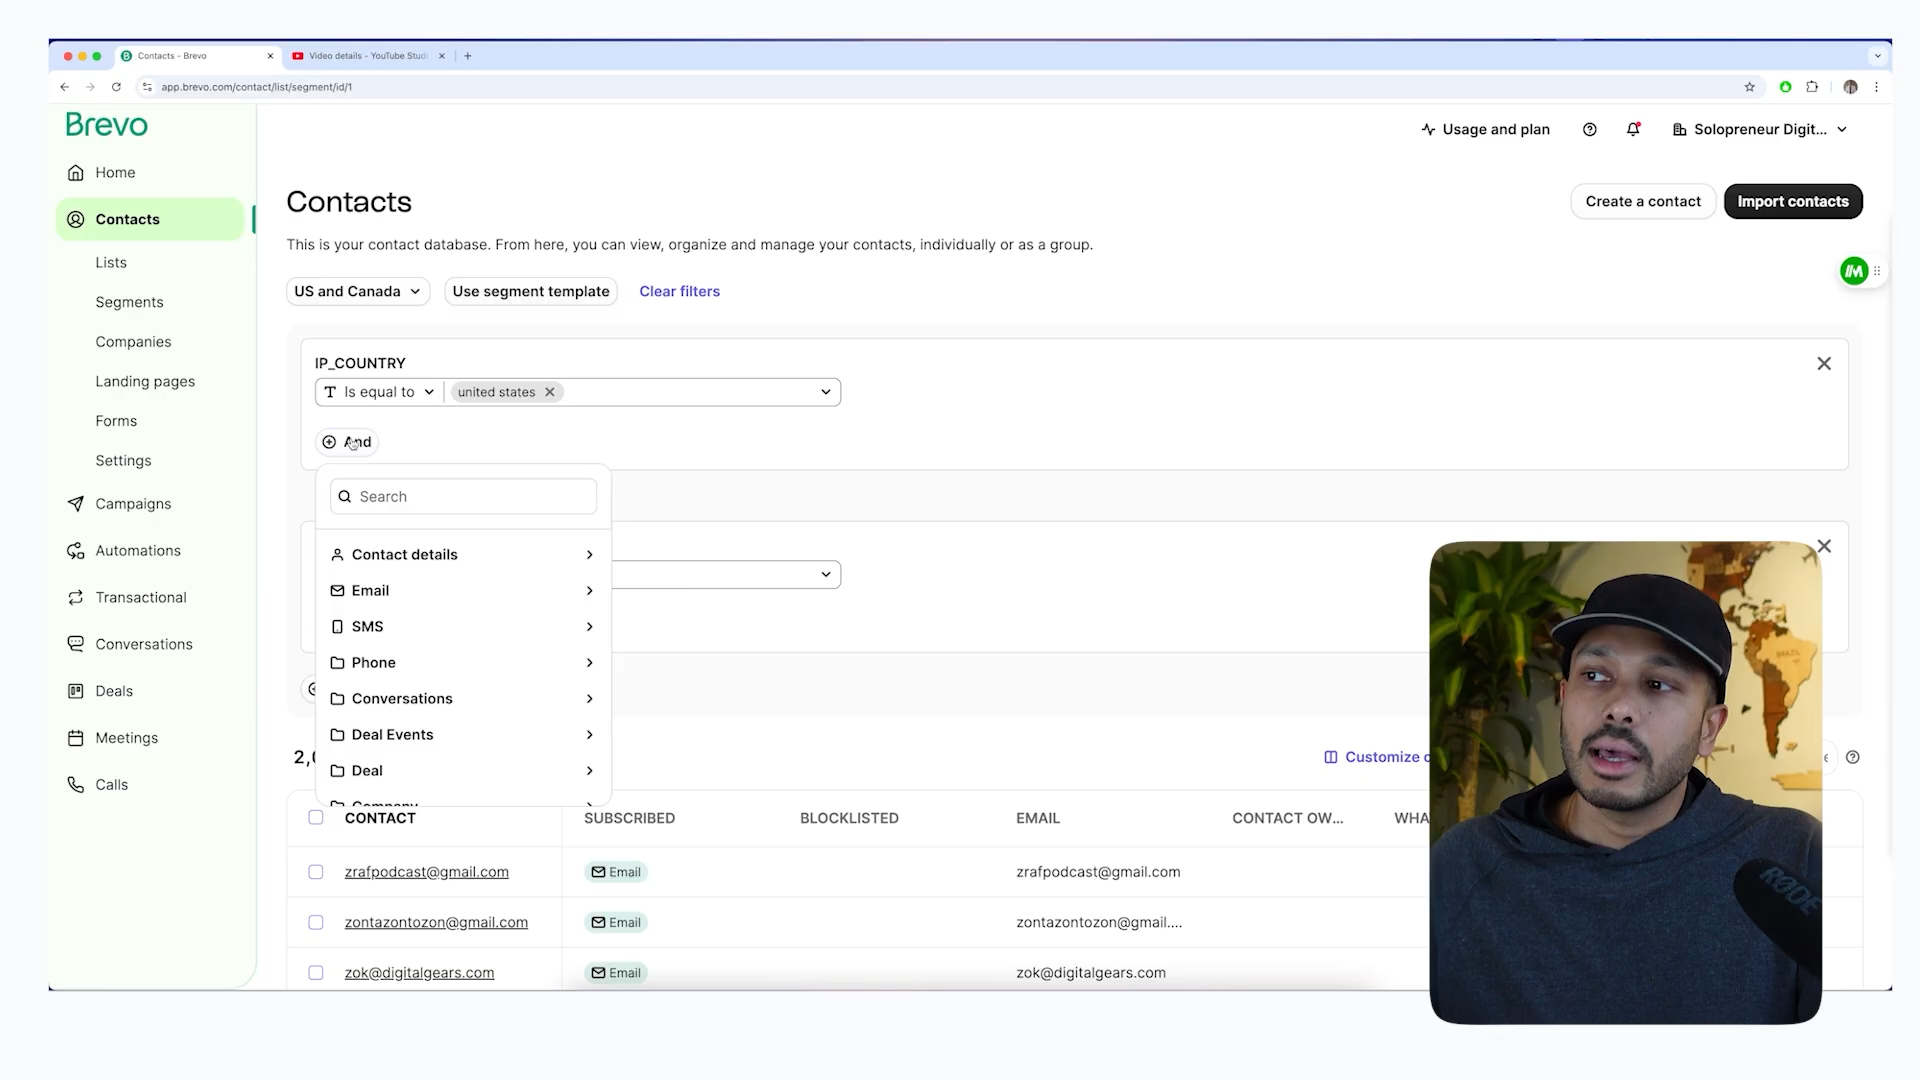 Contacts - Brevo
Video details - YouTube Studi
app.brevo.com/contact/list/segment/id/1
Brevo
Usage and plan
Solopreneur Digit...
Home
Contacts
Lists
Segments
Companies
Landing pages
Forms
Settings
Campaigns
Automations
Transactional
Conversations
Deals
Meetings
Calls
Contacts
Create a contact
Import contacts
This is your contact database. From here, you can view, organize and manage your contacts, individually or as a group.
US and Canada
Use segment template
Clear filters
IP_COUNTRY
T Is equal to
united states
And
Search
Contact details
Email
SMS
Phone
Conversations
Deal Events
Deal
Company
2,
Customize
CONTACT SUBSCRIBED BLOCKLISTED EMAIL CONTACT OW... WHA
zrafpodcast@gmail.com Email zrafpodcast@gmail.com
zontazontozon@gmail.com Email zontazontozon@gmail....
zok@digitalgears.com Email zok@digitalgears.com
BRAZIL
RØDE